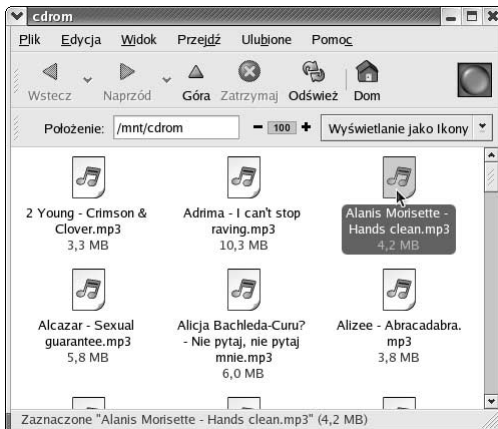 cdrom
Plik Edycja Widok Przejdź Ulubione Pomoc
Wstecz Naprzód Góra Zatrzymaj Odśwież Dom
Położenie: /mnt/cdrom 100 Wyświetlanie jako Ikony
2 Young - Crimson &
Clover.mp3
3,3 MB
Adrima - I can't stop
raving.mp3
10,3 MB
Alanis Morisette -
Hands clean.mp3
4,2 MB
Alcazar - Sexual
guarantee.mp3
5,8 MB
Alicja Bachleda-Curu?
- Nie pytaj, nie pytaj
mnie.mp3
6,0 MB
Alizee - Abracadabra.
mp3
3,8 MB
Zaznaczone "Alanis Morisette - Hands clean.mp3" (4,2 MB)